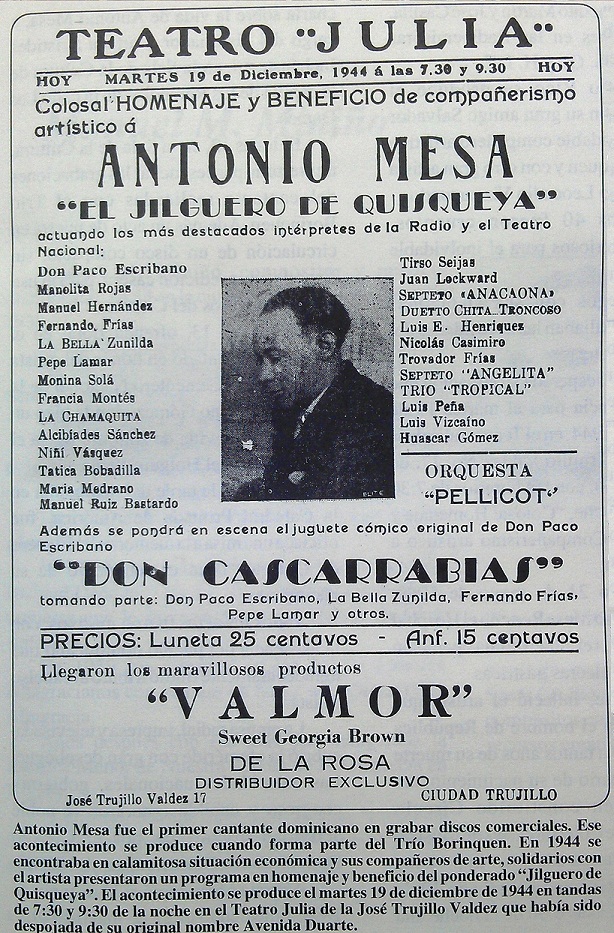 TEATRO "JULIA"
HOY MARTES 19 de Diciembre, 1944 á las 7.30 y 9.30 HOY
Colosal HOMENAJE y BENEFICIO de compañerismo
artístico á
ANTONIO MESA
"EL JILGUERO DE QUISQUEYA"
actuando los más destacados intérpretes de la Radio y el Teatro
Nacional:
Don Paco Escribano
Manolita Rojas
Manuel Hernández
Fernando, Frías
LA BELLA Zunilda
Pepe Lamar
Monina Solá
Francia Montés
LA CHAMAQUITA
Alcibiades Sánchez
Niní Vásquez
Tatica Bobadilla
Maria Medrano
Manuel Ruiz Bastardo
ELITE
Tirso Seijas
Juan Lockward
SEPTETO «ANACAONA»
DUETTO CHITA_TRONCOSO
Luis E. Henriquez
Nicolás Casimiro
Trovador Frías
SEPTETO "ANGELITA"
TRIO "TROPICAL"
Luis Peña
Luis Vizcaíno
Huascar Gómez
ORQUESTA
"PELLICOT"
Además se pondrá en escena el juguete cómico original de Don Paco
Escribano
"DON CASCARRABIAS"
tomando parte: Don Paco Escribano, La Bella Zunilda, Fernando Frías,
Pepe Lamar y otros.
PRECIOS: Luneta 25 centavos - Anf. 15 centavos
Llegaron los maravillosos productos
"VALMOR"
Sweet Georgia Brown
DE LA ROSA
DISTRIBUIDOR EXCLUSIVO
José Trujillo Valdez 17 CIUDAD TRUJILLO
Antonio Mesa fue el primer cantante dominicano en grabar discos comerciales. Ese
acontecimiento se produce cuando forma parte del Trío Borinquen. En 1944 se
encontraba en calamitosa situación económica y sus compañeros de arte, solidarios con
el artista presentaron un programa en homenaje y beneficio del ponderado "Jilguero de
Quisqueya". El acontecimiento se produce el martes 19 de diciembre de 1944 en tandas
de 7:30 y 9:30 de la noche en el Teatro Julia de la José Trujillo Valdez que había sido
despojada de su original nombre Avenida Duarte.